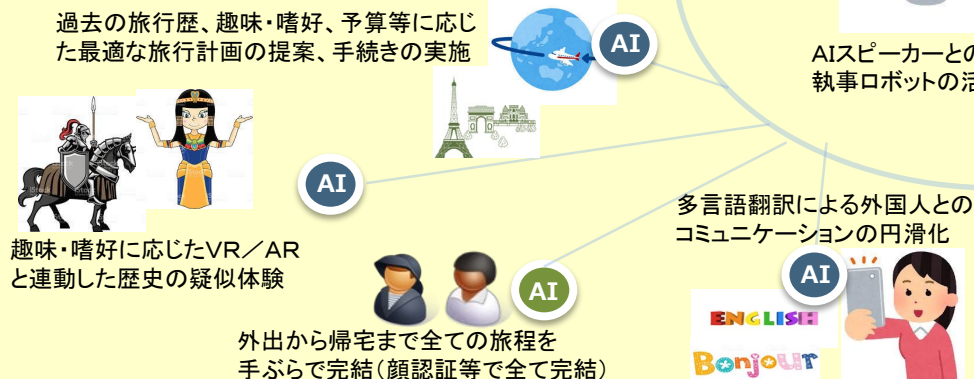 過去の旅行歴、趣味・嗜好、予算等に応じ
た最適な旅行計画の提案、手続きの実施
AI
AIスピーカーとの
執事ロボットの活
AI
趣味・嗜好に応じたVR／AR
と連動した歴史の疑似体験
AI
外出から帰宅まで全ての旅程を
手ぶらで完結（顔認証等で全て完結）
多言語翻訳による外国人との
コミュニケーションの円滑化
AI
ENGLISH
Bonjour